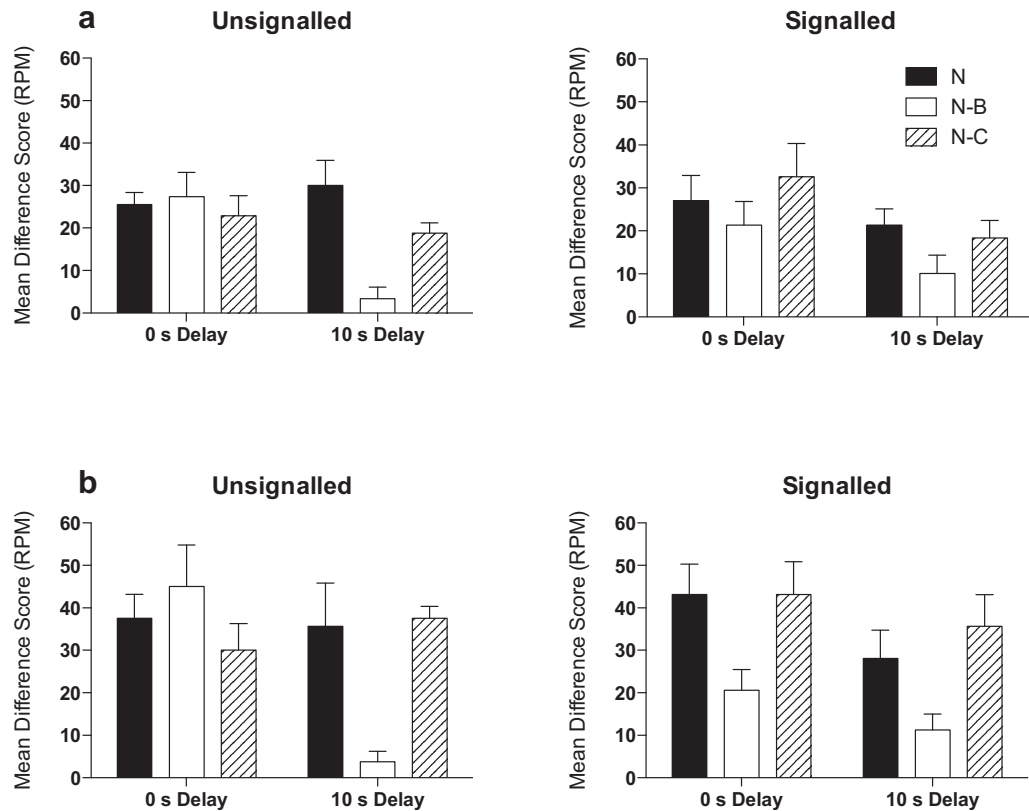 a
Unsignalled
Mean Difference Score (RPM)
60
50
40
30
20
10
0
0 s Delay
10 s Delay
Signalled
Mean Difference Score (RPM)
60
50
40
30
20
10
0
0 s Delay
10 s Delay
N
N-B
N-C
b
Unsignalled
Mean Difference Score (RPM)
60
50
40
30
20
10
0
0 s Delay
10 s Delay
Signalled
Mean Difference Score (RPM)
60
50
40
30
20
10
0
0 s Delay
10 s Delay